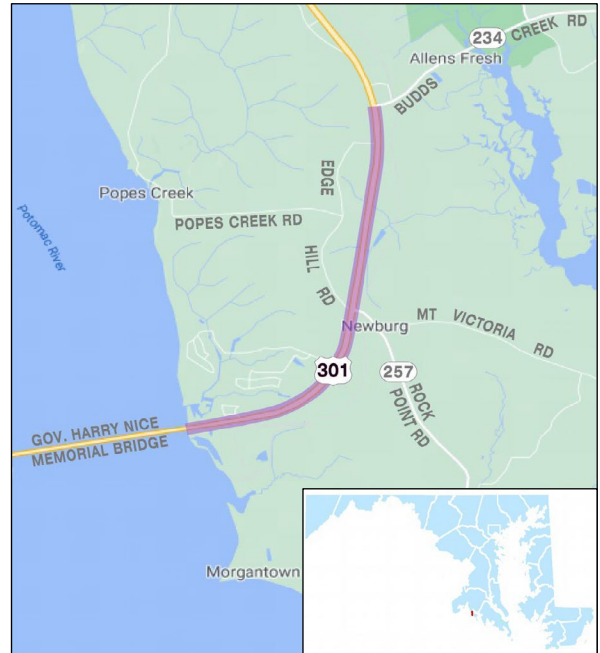 234
CREEK RD
Allens Fresh
BUDDS
EDGE
Popes Creek
POPES CREEK RD
Potomac River
HILL RD
MT VICTORIA RD
Newburg
301
257
ROCK
POINT RD
GOV. HARRY NICE
MEMORIAL BRIDGE
Morgantown